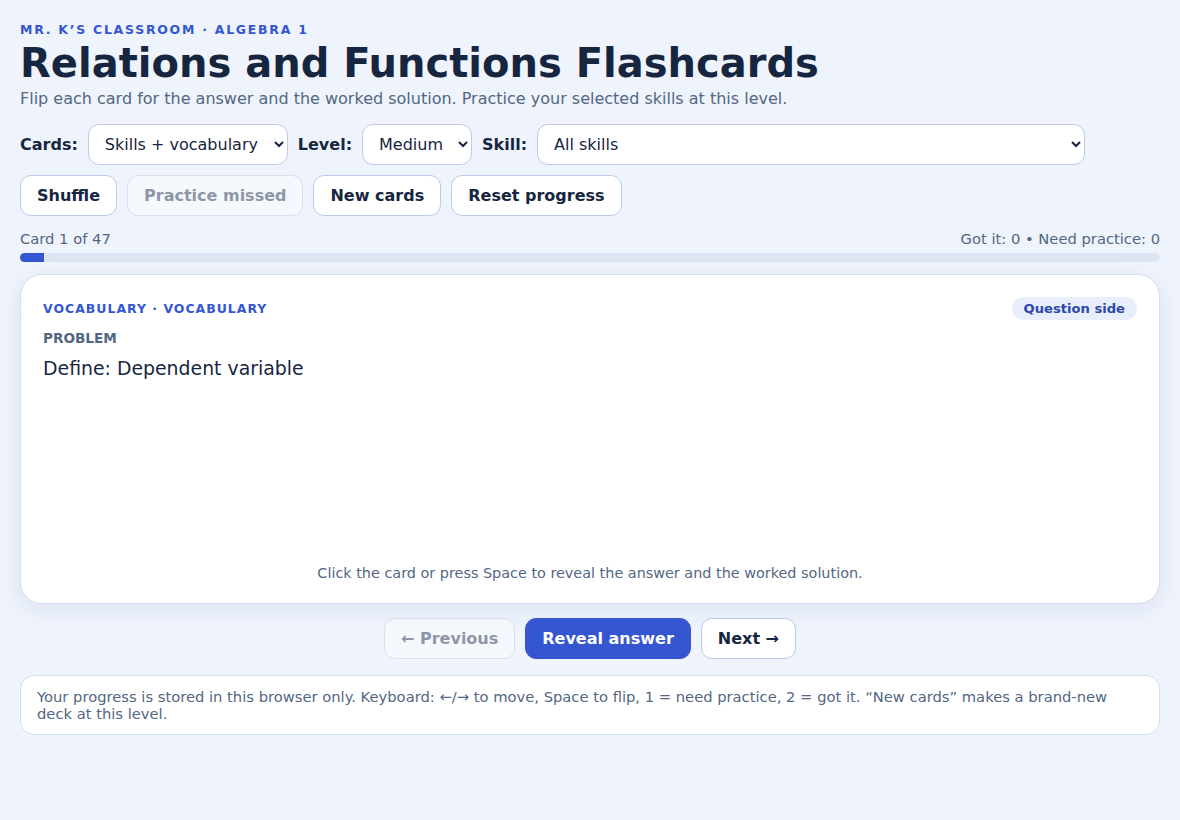 MR. K’S CLASSROOM · ALGEBRA 1
Relations and Functions Flashcards
Flip each card for the answer and the worked solution. Practice your selected skills at this level.
Cards: Skills + vocabulary Level: Medium Skill: All skills
Shuffle Practice missed New cards Reset progress
Card 1 of 47 Got it: 0 • Need practice: 0
VOCABULARY · VOCABULARY Question side
PROBLEM
Define: Dependent variable
Click the card or press Space to reveal the answer and the worked solution.
← Previous Reveal answer Next →
Your progress is stored in this browser only. Keyboard: ←/→ to move, Space to flip, 1 = need practice, 2 = got it. “New cards” makes a brand-new
deck at this level.